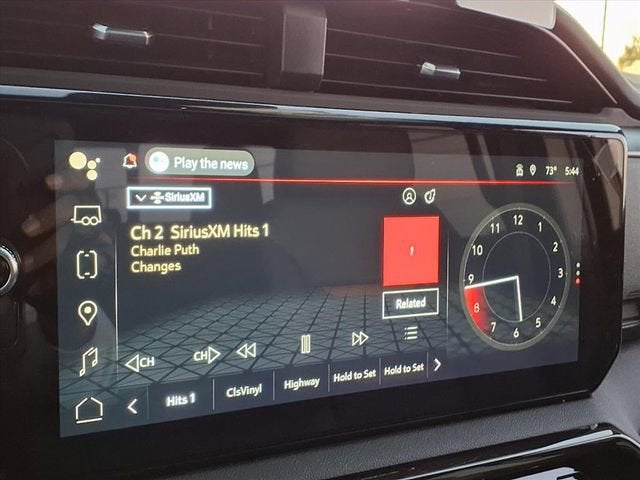 Play the news
73° 5:44
SiriusXM
Ch 2 SiriusXM Hits 1
Charlie Puth
Changes
Related
CH CH
Hits 1 ClsVinyl Highway Hold to Set Hold to Set
12
1
2
3
4
5
6
7
8
9
10
11